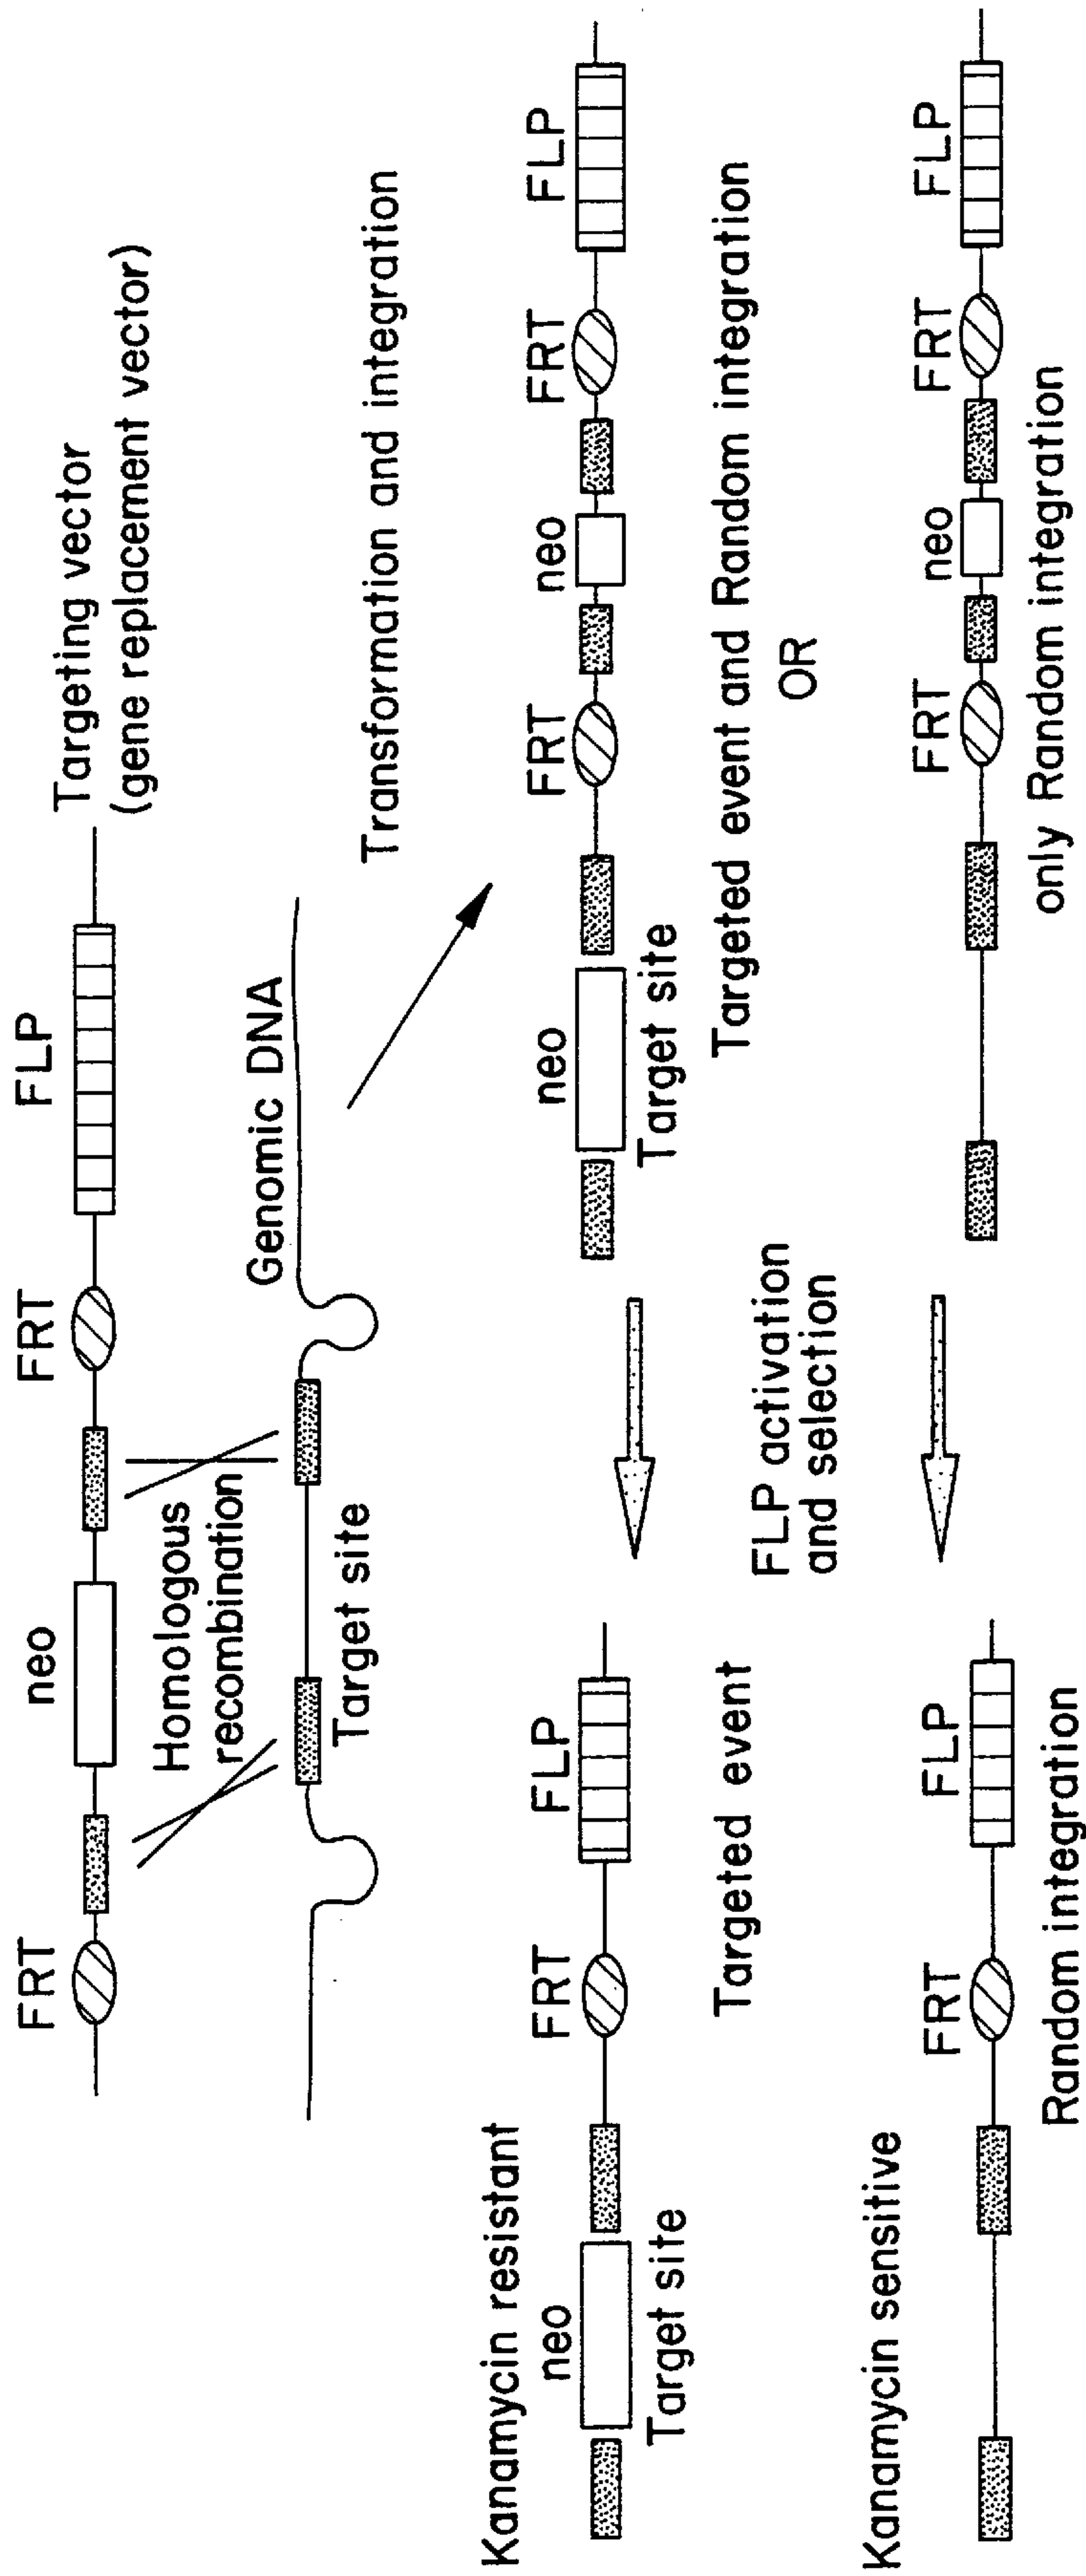 FRT
neo
FRT
FLP
Targeting vector
(gene replacement vector)
Homologous
recombination
Genomic DNA
Target site
Transformation and integration
Kanamycin resistant
neo
FRT
FLP
Target site
Targeted event
neo
FRT
neo
FRT
FLP
Target site
Targeted event and Random integration
OR
FLP activation
and selection
Kanamycin sensitive
FRT
FLP
Random integration
FRT
neo
FRT
FLP
only Random integration